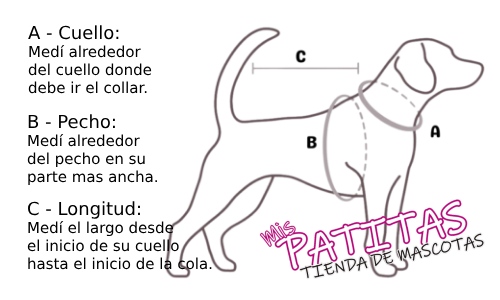 A - Cuello:
Medí alrededor
del cuello donde
debe ir el collar.
B - Pecho:
Medí alrededor
del pecho en su
parte mas ancha.
C - Longitud:
Medí el largo desde
el inicio de su cuello
hasta el inicio de la cola.
C
B
A
Mis
PATITAS
TIENDA DE MASCOTAS